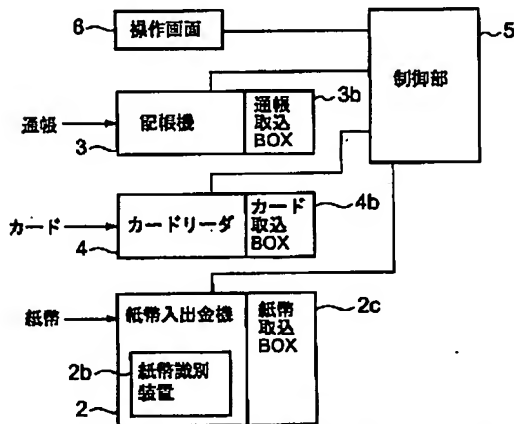 6
操作画面
5
制御部
3b
通帳
記帳機
通帳
取込
BOX
3
カード
カードリーダ
カード
取込
BOX
4b
4
紙幣
紙幣入出金機
紙幣
取込
BOX
2c
2b
紙幣識別
装置
2